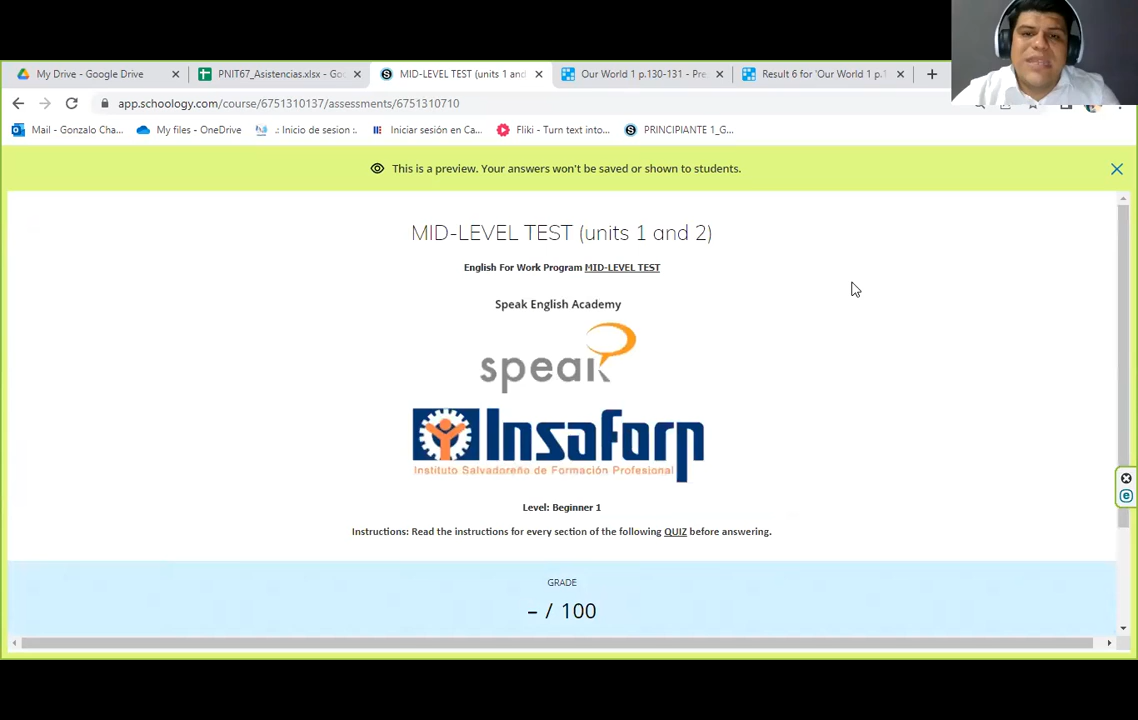 My Drive - Google Drive
PNIT67_Asistencias.xlsx - Goo
MID-LEVEL TEST (units 1 and
Our World 1 p.130-131 - Pre
Result 6 for 'Our World 1 p.1
app.schoology.com/course/6751310137/assessments/6751310710
Mail - Gonzalo Cha...
My files - OneDrive
.: Inicio de sesion :.
Iniciar sesión en Ca...
Fliki - Turn text into...
PRINCIPIANTE 1_G...
This is a preview. Your answers won't be saved or shown to students.
MID-LEVEL TEST (units 1 and 2)
English For Work Program MID-LEVEL TEST
Speak English Academy
speak
Insaforp
Instituto Salvadoreño de Formación Profesional
Level: Beginner 1
Instructions: Read the instructions for every section of the following QUIZ before answering.
GRADE
– / 100